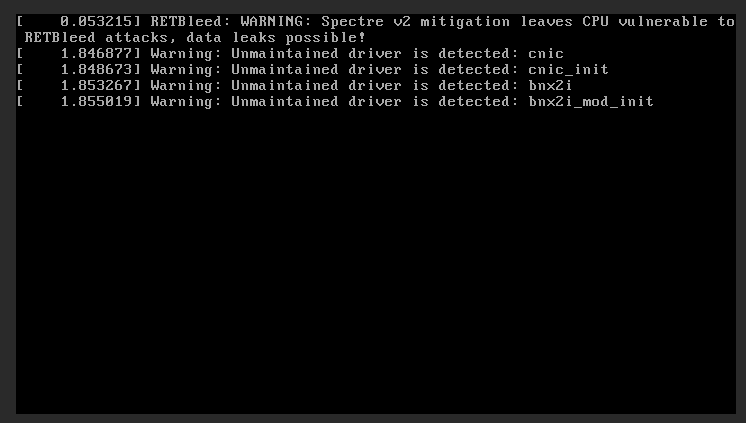 [    0.053215] RETBleed: WARNING: Spectre v2 mitigation leaves CPU vulnerable to
RETBleed attacks, data leaks possible!
[    1.846877] Warning: Unmaintained driver is detected: cnic
[    1.848673] Warning: Unmaintained driver is detected: cnic_init
[    1.853267] Warning: Unmaintained driver is detected: bnx2i
[    1.855019] Warning: Unmaintained driver is detected: bnx2i_mod_init